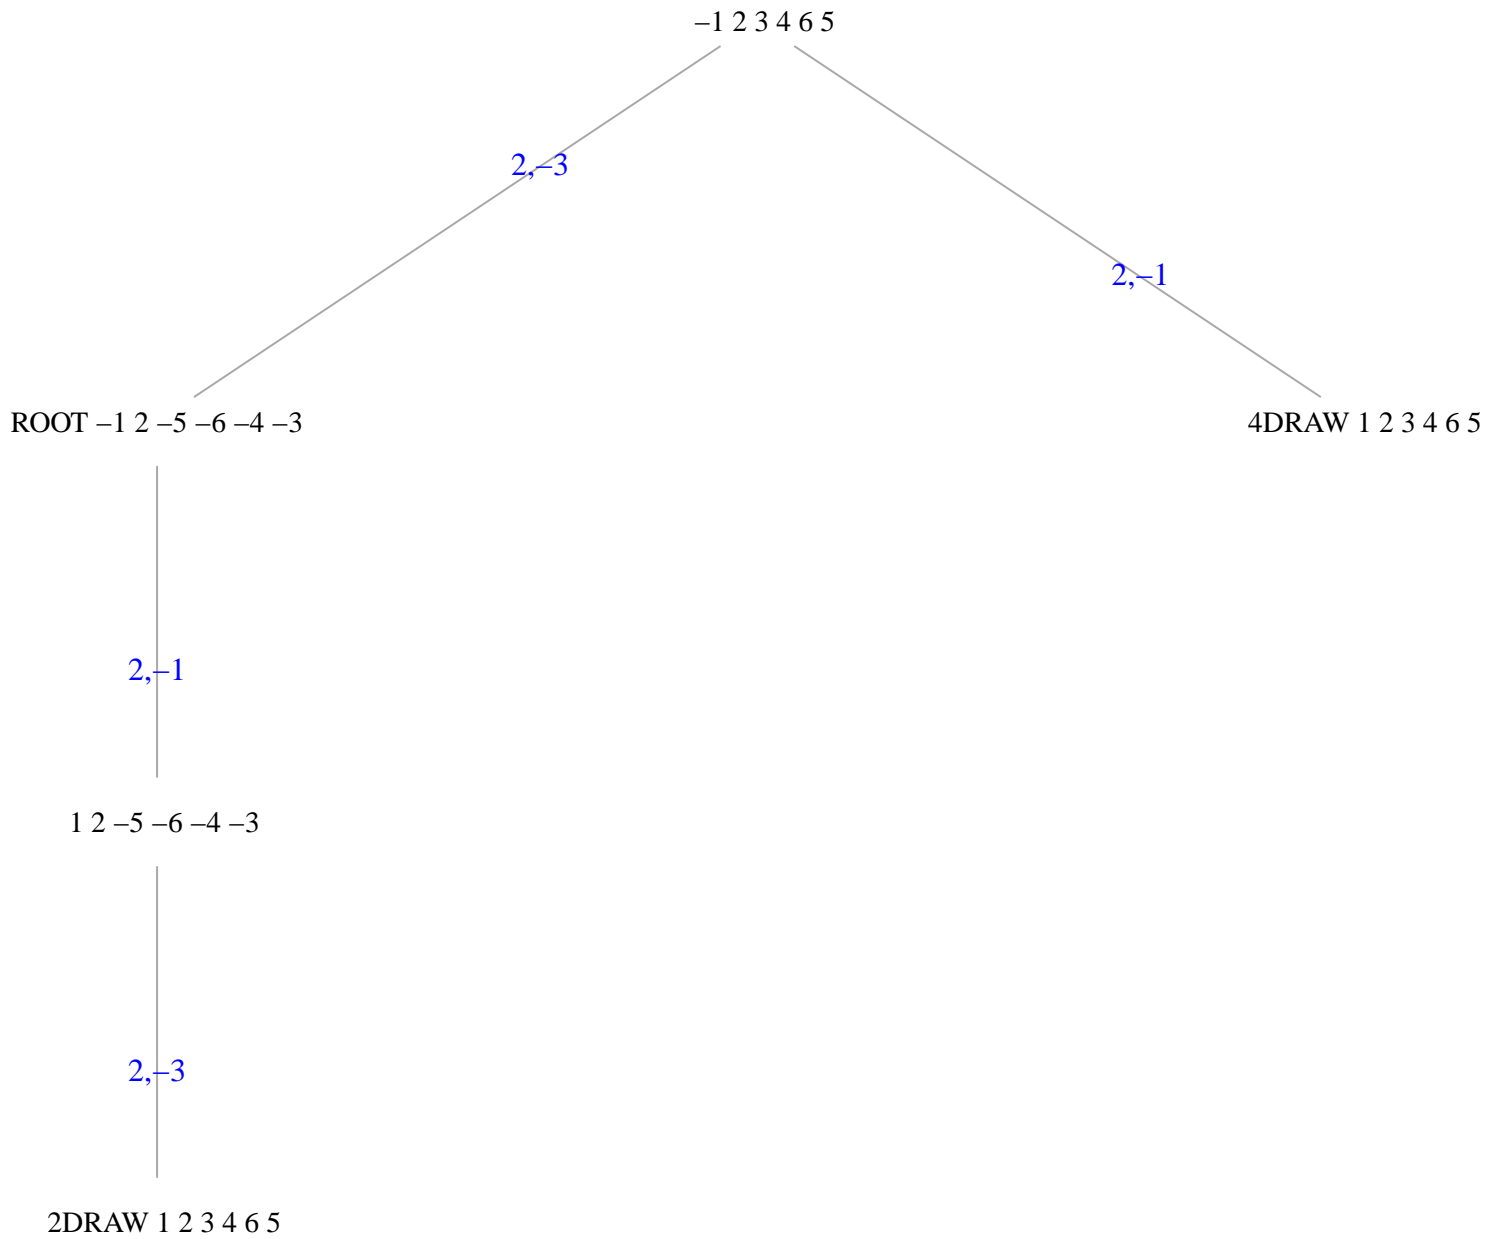 –1 2 3 4 6 5
2,–3
2,–1
ROOT –1 2 –5 –6 –4 –3
4DRAW 1 2 3 4 6 5
2,–1
1 2 –5 –6 –4 –3
2,–3
2DRAW 1 2 3 4 6 5